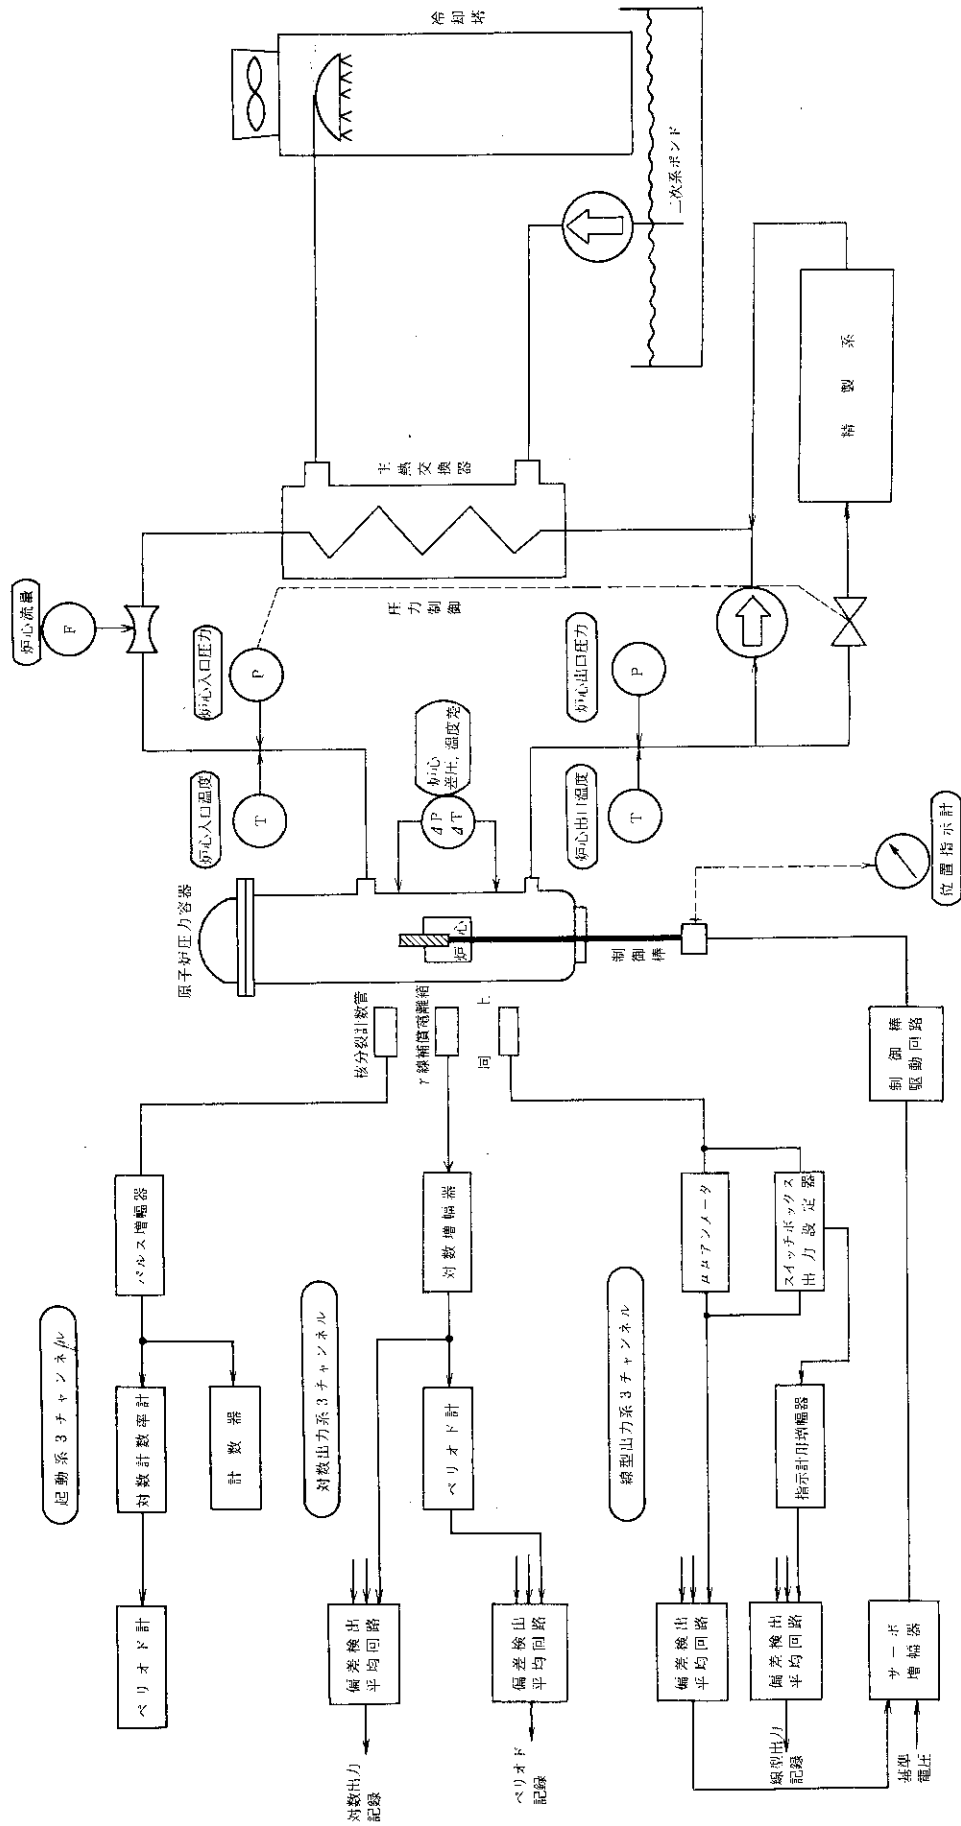 起動系3チャンネル
ペリオド計
対数計数率計
パルス増幅器
計数器
核分裂計数管
原子炉圧力容器
炉心流量
F
炉心入口温度
T
炉心入口圧力
P
対数出力系3チャンネル
対数出力
記録
偏差検出
平均回路
対数増幅器
γ線補償電離箱
ペリオド計
ペリオド
記録
偏差検出
平均回路
同上
炉心
炉心
差圧,温度差
ΔP
ΔT
圧力制御
主熱交換器
冷却塔
線型出力系3チャンネル
偏差検出
平均回路
μμアンメータ
スイッチボックス
出力設定器
指示計用増幅器
偏差検出
平均回路
線型出力
記録
炉心出口温度
T
炉心出口圧力
P
制御棒
二次系ポンド
基準
電圧
サーボ
増幅器
制御棒
駆動回路
位置指示計
精製系